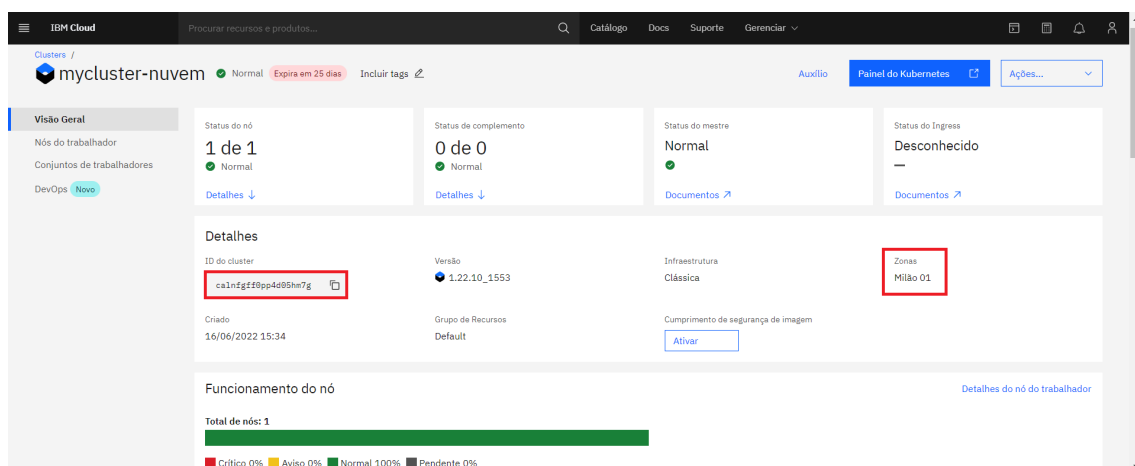 IBM Cloud
Procurar recursos e produtos...
Catálogo
Docs
Suporte
Gerenciar
Clusters /
mycluster-nuvem
Normal
Expira em 25 dias
Incluir tags
Auxílio
Painel do Kubernetes
Ações...
Visão Geral
Nós do trabalhador
Conjuntos de trabalhadores
DevOps Novo
Status do nó
1 de 1
Normal
Detalhes
Status de complemento
0 de 0
Normal
Detalhes
Status do mestre
Normal
Documentos
Status do Ingress
Desconhecido
—
Documentos
Detalhes
ID do cluster
calnfgff0pp4d05hm7g
Versão
1.22.10_1553
Infraestrutura
Clássica
Zonas
Milão 01
Criado
16/06/2022 15:34
Grupo de Recursos
Default
Cumprimento de segurança de imagem
Ativar
Funcionamento do nó
Detalhes do nó do trabalhador
Total de nós: 1
Crítico 0% Aviso 0% Normal 100% Pendente 0%